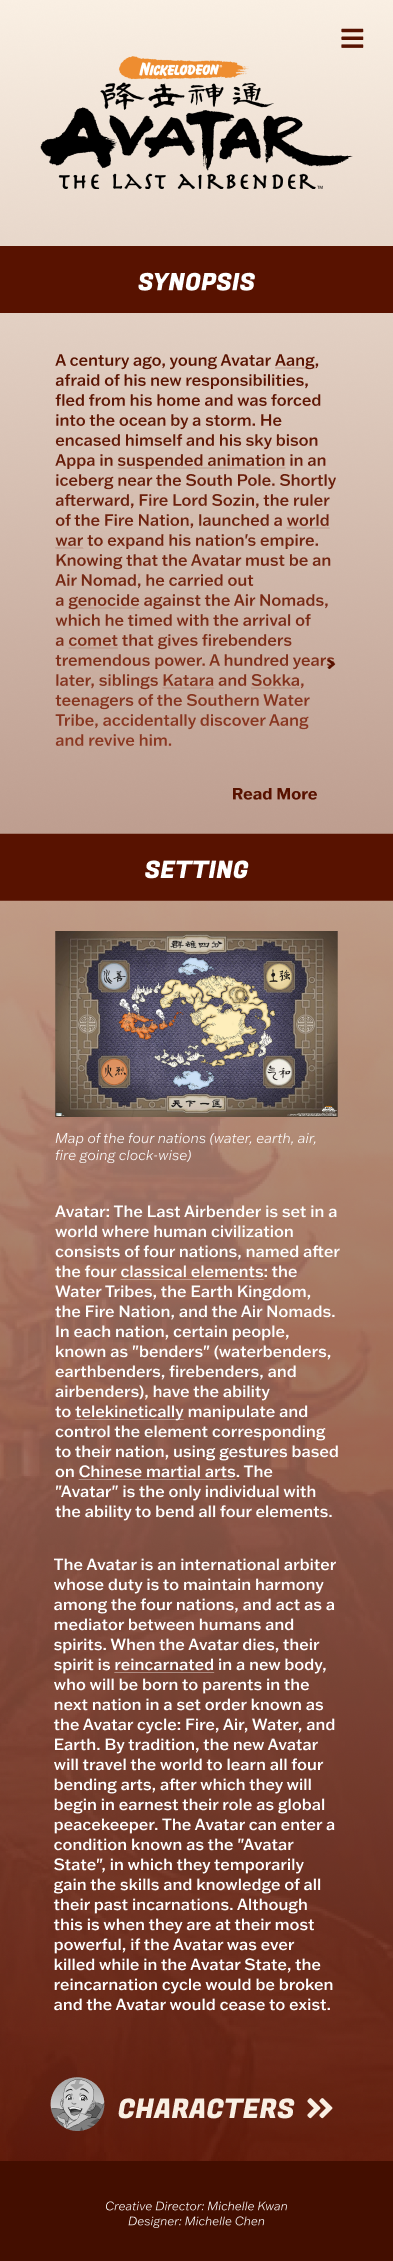 NICKELODEON
降去神通
AVATAR
THE LAST AIRBENDER™
SYNOPSIS
A century ago, young Avatar Aang,
afraid of his new responsibilities,
fled from his home and was forced
into the ocean by a storm. He
encased himself and his sky bison
Appa in suspended animation in an
iceberg near the South Pole. Shortly
afterward, Fire Lord Sozin, the ruler
of the Fire Nation, launched a world
war to expand his nation's empire.
Knowing that the Avatar must be an
Air Nomad, he carried out
a genocide against the Air Nomads,
which he timed with the arrival of
a comet that gives firebenders
tremendous power. A hundred years
later, siblings Katara and Sokka,
teenagers of the Southern Water
Tribe, accidentally discover Aang
and revive him.
Read More
SETTING
群雄四分
水善
土強
火烈
气和
天下一匡
Map of the four nations (water, earth, air,
fire going clock-wise)
Avatar: The Last Airbender is set in a
world where human civilization
consists of four nations, named after
the four classical elements: the
Water Tribes, the Earth Kingdom,
the Fire Nation, and the Air Nomads.
In each nation, certain people,
known as "benders" (waterbenders,
earthbenders, firebenders, and
airbenders), have the ability
to telekinetically manipulate and
control the element corresponding
to their nation, using gestures based
on Chinese martial arts. The
"Avatar" is the only individual with
the ability to bend all four elements.
The Avatar is an international arbiter
whose duty is to maintain harmony
among the four nations, and act as a
mediator between humans and
spirits. When the Avatar dies, their
spirit is reincarnated in a new body,
who will be born to parents in the
next nation in a set order known as
the Avatar cycle: Fire, Air, Water, and
Earth. By tradition, the new Avatar
will travel the world to learn all four
bending arts, after which they will
begin in earnest their role as global
peacekeeper. The Avatar can enter a
condition known as the "Avatar
State", in which they temporarily
gain the skills and knowledge of all
their past incarnations. Although
this is when they are at their most
powerful, if the Avatar was ever
killed while in the Avatar State, the
reincarnation cycle would be broken
and the Avatar would cease to exist.
CHARACTERS
Creative Director: Michelle Kwan
Designer: Michelle Chen